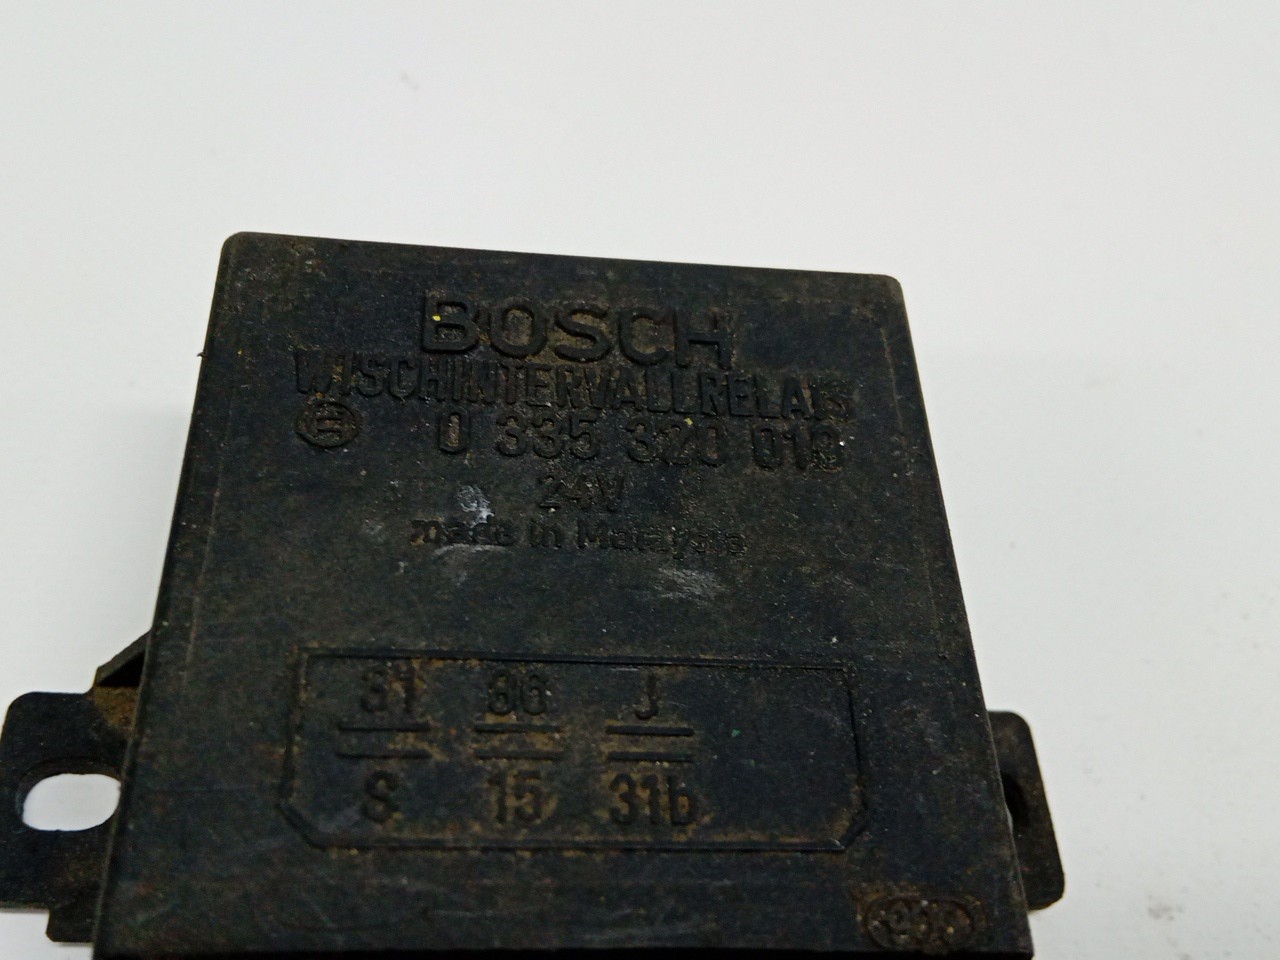 BOSCH
WISCHINTERVALLRELAIS
0 335 320 019
24V
made in Malaysia
31 86 J
S 15 31b